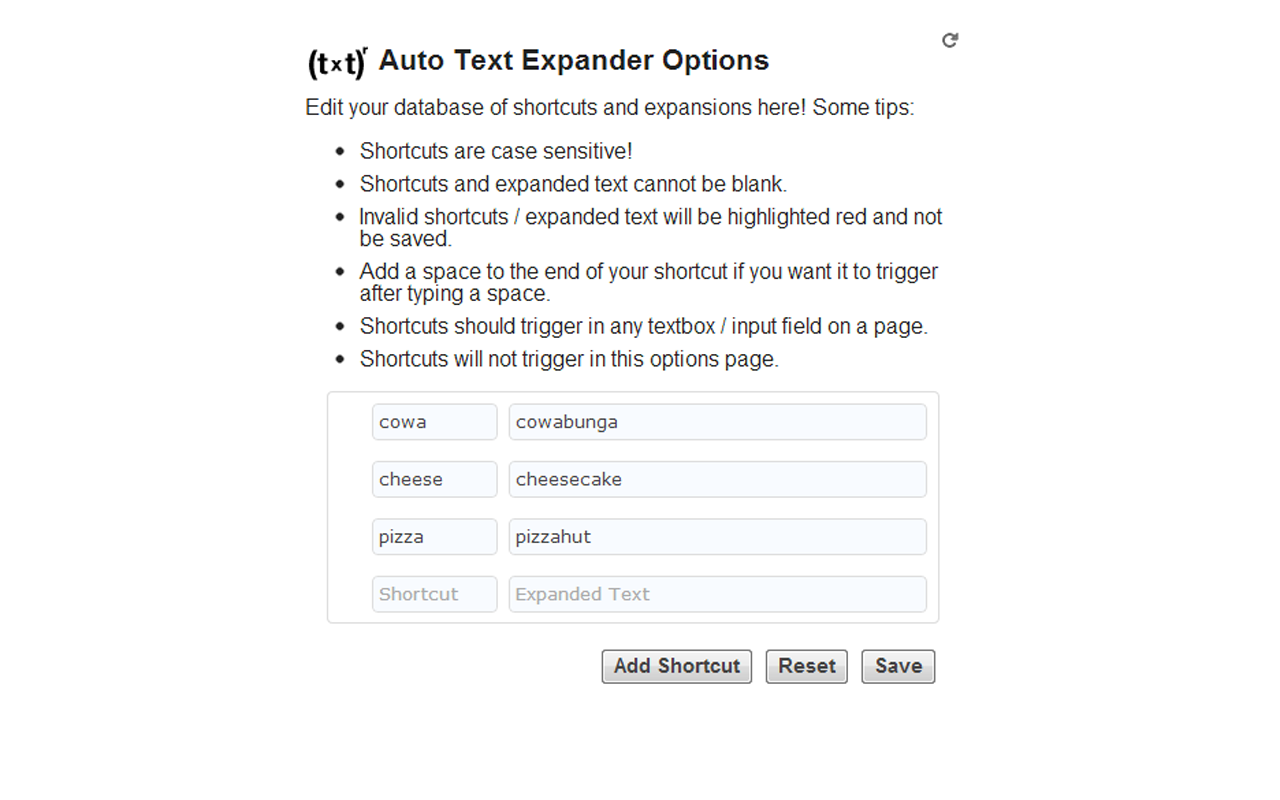 (txt)r Auto Text Expander Options
Edit your database of shortcuts and expansions here! Some tips:
Shortcuts are case sensitive!
Shortcuts and expanded text cannot be blank.
Invalid shortcuts / expanded text will be highlighted red and not
be saved.
Add a space to the end of your shortcut if you want it to trigger
after typing a space.
Shortcuts should trigger in any textbox / input field on a page.
Shortcuts will not trigger in this options page.
cowa cowabunga
cheese cheesecake
pizza pizzahut
Shortcut Expanded Text
Add Shortcut Reset Save